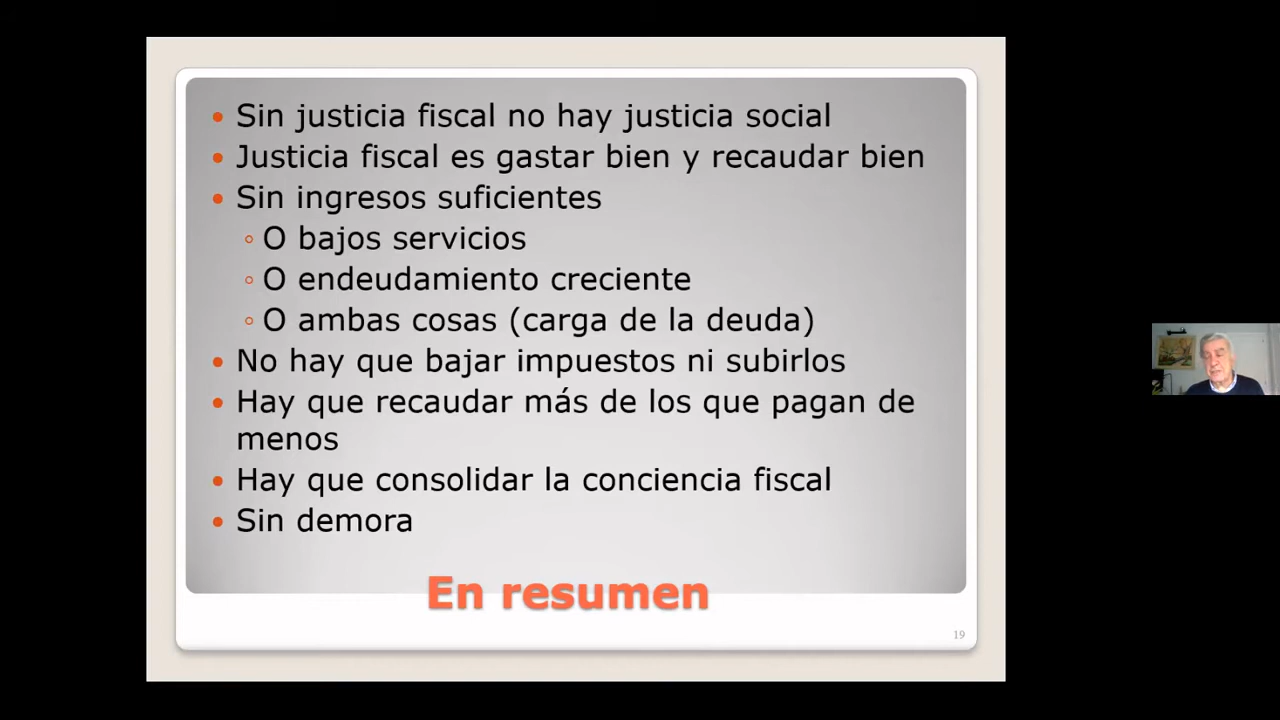 • Sin justicia fiscal no hay justicia social
• Justicia fiscal es gastar bien y recaudar bien
• Sin ingresos suficientes
◦ O bajos servicios
◦ O endeudamiento creciente
◦ O ambas cosas (carga de la deuda)
• No hay que bajar impuestos ni subirlos
• Hay que recaudar más de los que pagan de
menos
• Hay que consolidar la conciencia fiscal
• Sin demora
En resumen
19